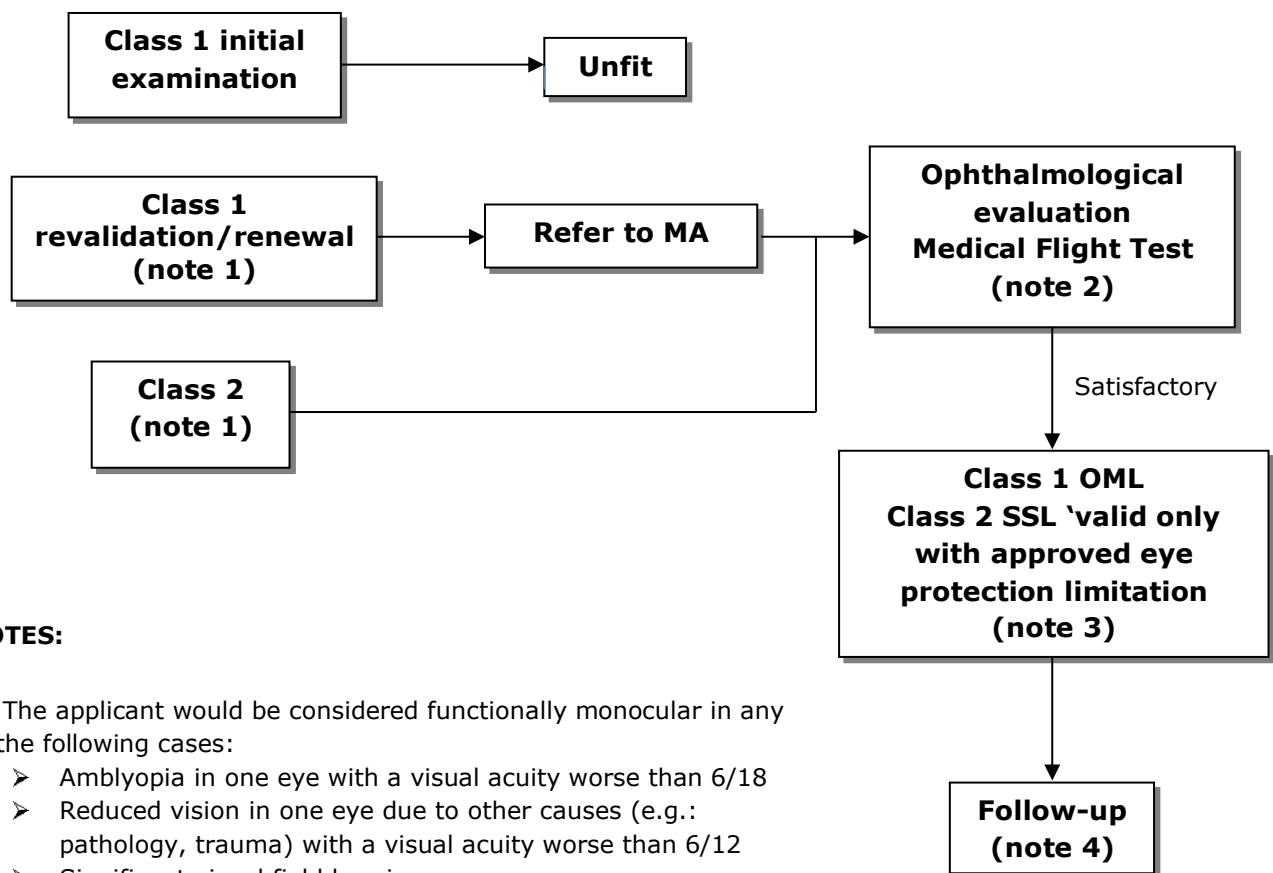 Class 1 initial
examination
Unfit
Class 1
revalidation/renewal
(note 1)
Refer to MA
Ophthalmological
evaluation
Medical Flight Test
(note 2)
Class 2
(note 1)
Satisfactory
Class 1 OML
Class 2 SSL ‘valid only
with approved eye
protection limitation
(note 3)
OTES:
The applicant would be considered functionally monocular in any
the following cases:
➢ Amblyopia in one eye with a visual acuity worse than 6/18
➢ Reduced vision in one eye due to other causes (e.g.:
pathology, trauma) with a visual acuity worse than 6/12
Follow-up
(note 4)